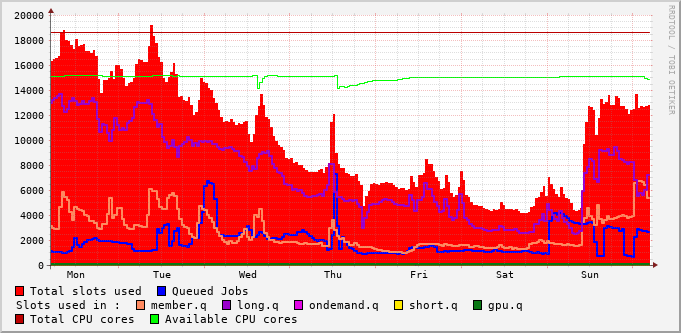 20000
18000
16000
14000
12000
10000
8000
6000
4000
2000
0
Mon Tue Wed Thu Fri Sat Sun
RRDTOOL / TOBI OETIKER
Total slots used Queued Jobs
Slots used in : member.q long.q ondemand.q short.q gpu.q
Total CPU cores Available CPU cores